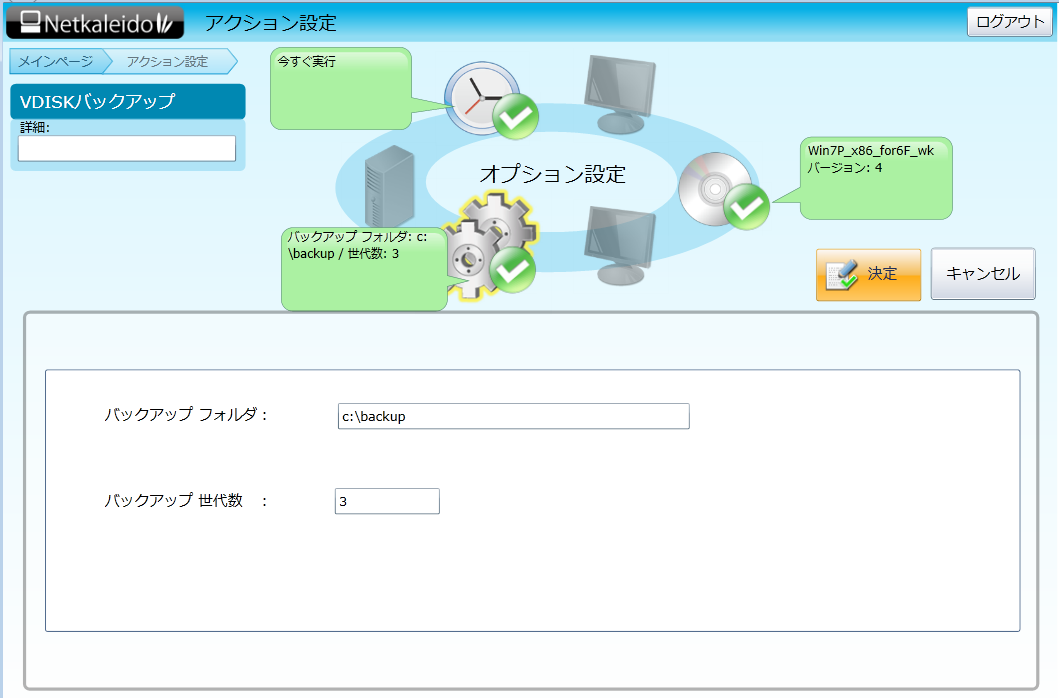 Netkaleido
アクション設定
ログアウト
メインページ
アクション設定
VDISKバックアップ
詳細:
今すぐ実行
オプション設定
Win7P_x86_for6F_wk
バージョン: 4
バックアップ フォルダ: c:
\backup / 世代数: 3
決定
キャンセル
バックアップ フォルダ :
c:\backup
バックアップ 世代数 :
3